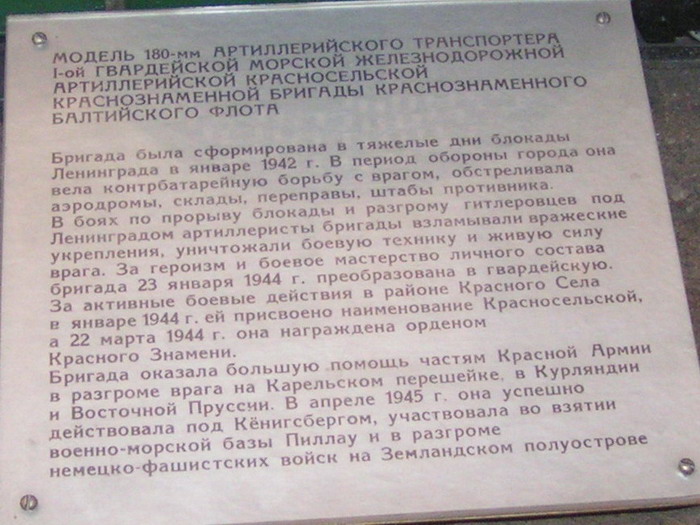 МОДЕЛЬ 180-мм АРТИЛЛЕРИЙСКОГО ТРАНСПОРТЕРА
I-ой ГВАРДЕЙСКОЙ МОРСКОЙ ЖЕЛЕЗНОДОРОЖНОЙ
АРТИЛЛЕРИЙСКОЙ КРАСНОСЕЛЬСКОЙ
КРАСНОЗНАМЕННОЙ БРИГАДЫ КРАСНОЗНАМЕННОГО
БАЛТИЙСКОГО ФЛОТА
Бригада была сформирована в тяжелые дни блокады
Ленинграда в январе 1942 г. В период обороны города она
вела контрбатарейную борьбу с врагом, обстреливала
аэродромы, склады, переправы, штабы противника.
В боях по прорыву блокады и разгрому гитлеровцев под
Ленинградом артиллеристы бригады взламывали вражеские
укрепления, уничтожали боевую технику и живую силу
врага. За героизм и боевое мастерство личного состава
бригада 23 января 1944 г. преобразована в гвардейскую.
За активные боевые действия в районе Красного Села
в январе 1944 г. ей присвоено наименование Красносельской,
а 22 марта 1944 г. она награждена орденом
Красного Знамени.
Бригада оказала большую помощь частям Красной Армии
в разгроме врага на Карельском перешейке, в Курляндии
и Восточной Пруссии. В апреле 1945 г. она успешно
действовала под Кёнигсбергом, участвовала во взятии
военно-морской базы Пиллау и в разгроме
немецко-фашистских войск на Земландском полуострове